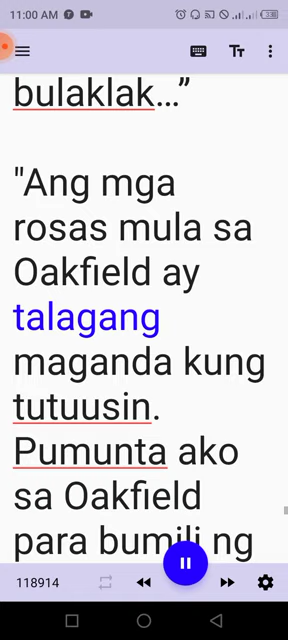 11:00 AM
bulaklak…”
"Ang mga
rosas mula sa
Oakfield ay
talagang
maganda kung
tutuusin.
Pumunta ako
sa Oakfield
para bumili ng
118914